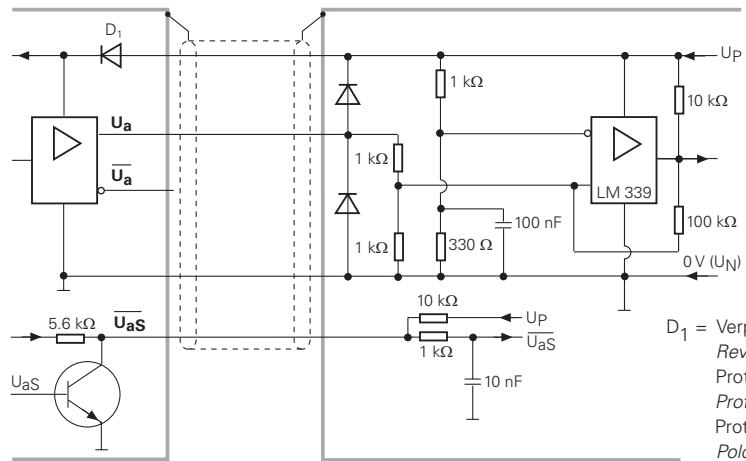 D1
UP
1 kΩ
10 kΩ
Ua
1 kΩ
Ua
LM 339
100 nF
100 kΩ
1 kΩ
330 Ω
0 V (UN)
10 kΩ
5.6 kΩ
UaS
UP
D1 = Verp
UaS
Rev
1 kΩ
Prot
UaS
10 nF
Prot
Pola